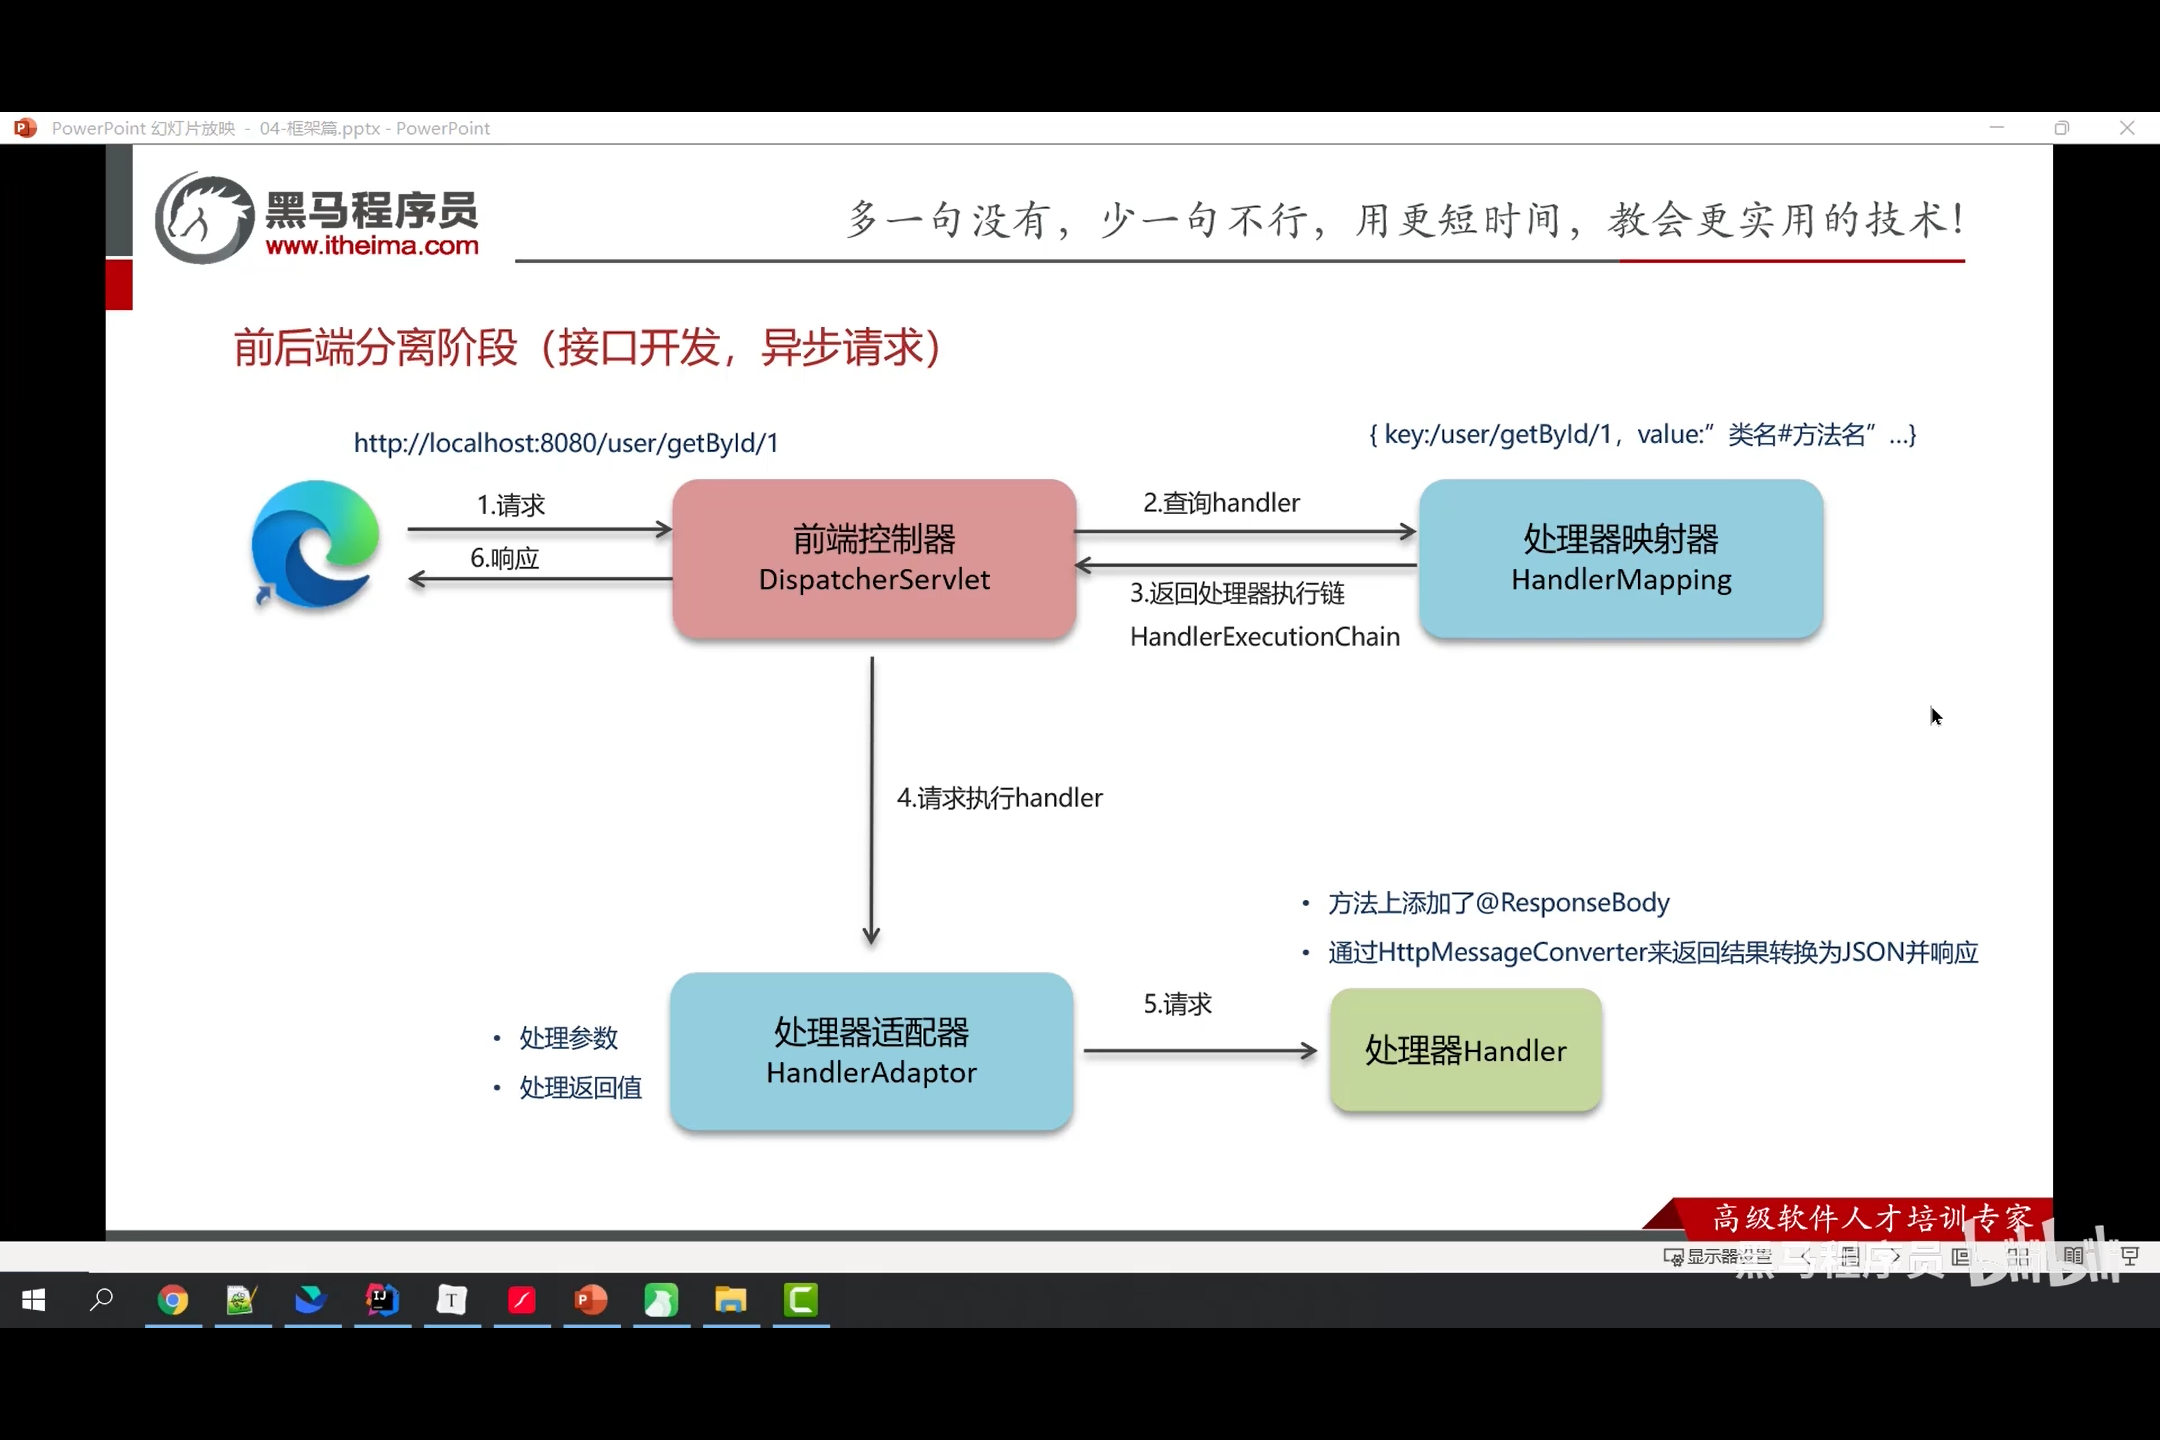 PowerPoint 幻灯片放映 - 04-框架篇.pptx - PowerPoint
黑马程序员
www.itheima.com
多一句没有，少一句不行，用更短时间，教会更实用的技术！
前后端分离阶段（接口开发，异步请求）
http://localhost:8080/user/getById/1
{ key:/user/getById/1，value:”类名#方法名” …}
1.请求
6.响应
前端控制器
DispatcherServlet
2.查询handler
3.返回处理器执行链
HandlerExecutionChain
处理器映射器
HandlerMapping
4.请求执行handler
• 方法上添加了@ResponseBody
• 通过HttpMessageConverter来返回结果转换为JSON并响应
• 处理参数
• 处理返回值
处理器适配器
HandlerAdaptor
5.请求
处理器Handler
高级软件人才培训专家
显示器设置
黑马程序员 bilibili